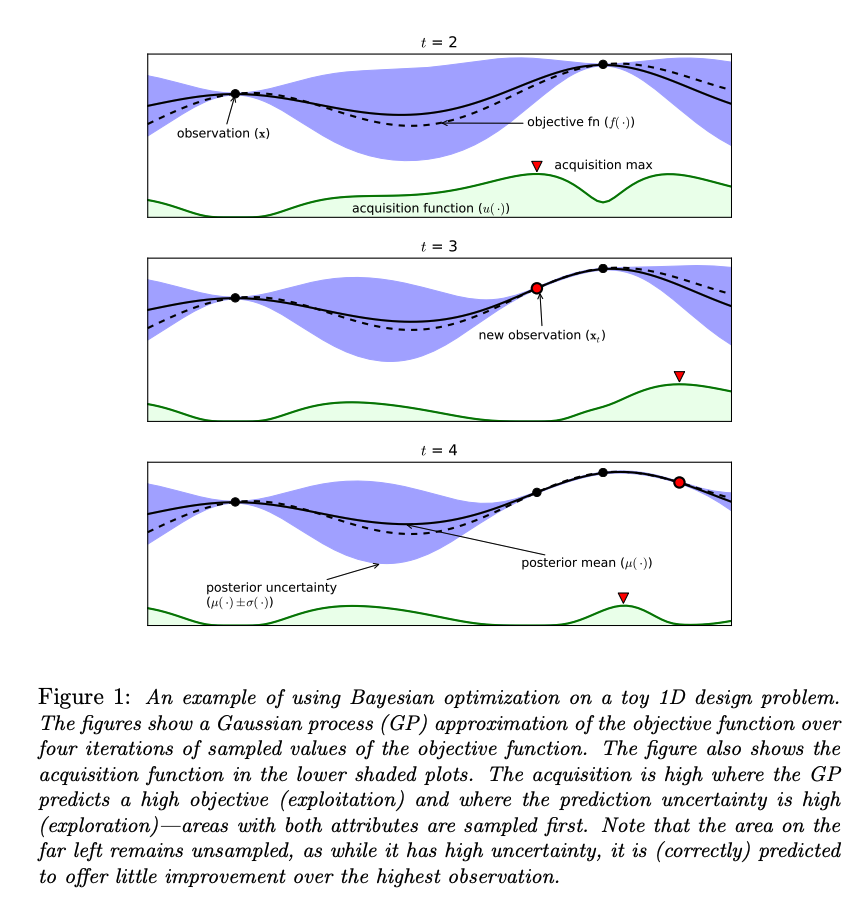 t = 2
observation (x)
objective fn (f(·))
acquisition max
acquisition function (u(·))
t = 3
new observation (xₜ)
t = 4
posterior mean (μ(·))
posterior uncertainty
(μ(·)±σ(·))
Figure 1: An example of using Bayesian optimization on a toy 1D design problem.
The figures show a Gaussian process (GP) approximation of the objective function over
four iterations of sampled values of the objective function. The figure also shows the
acquisition function in the lower shaded plots. The acquisition is high where the GP
predicts a high objective (exploitation) and where the prediction uncertainty is high
(exploration)—areas with both attributes are sampled first. Note that the area on the
far left remains unsampled, as while it has high uncertainty, it is (correctly) predicted
to offer little improvement over the highest observation.